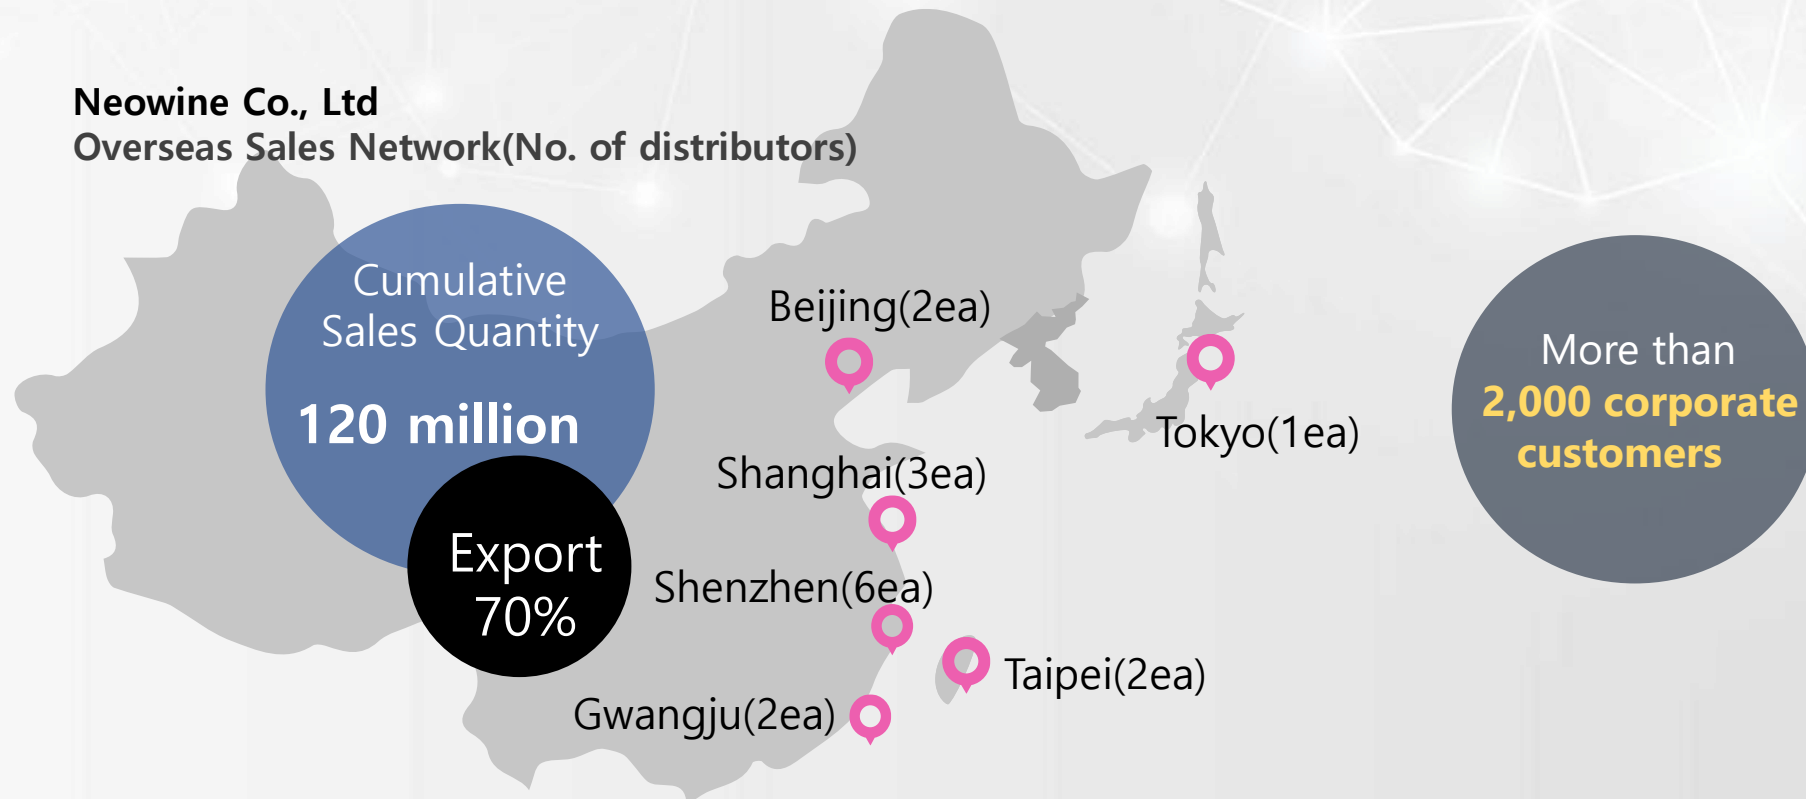 Neowine Co., Ltd
Overseas Sales Network(No. of distributors)
Cumulative
Sales Quantity
120 million
Export
70%
Beijing(2ea)
Tokyo(1ea)
Shanghai(3ea)
Shenzhen(6ea)
Taipei(2ea)
Gwangju(2ea)
More than
2,000 corporate
customers